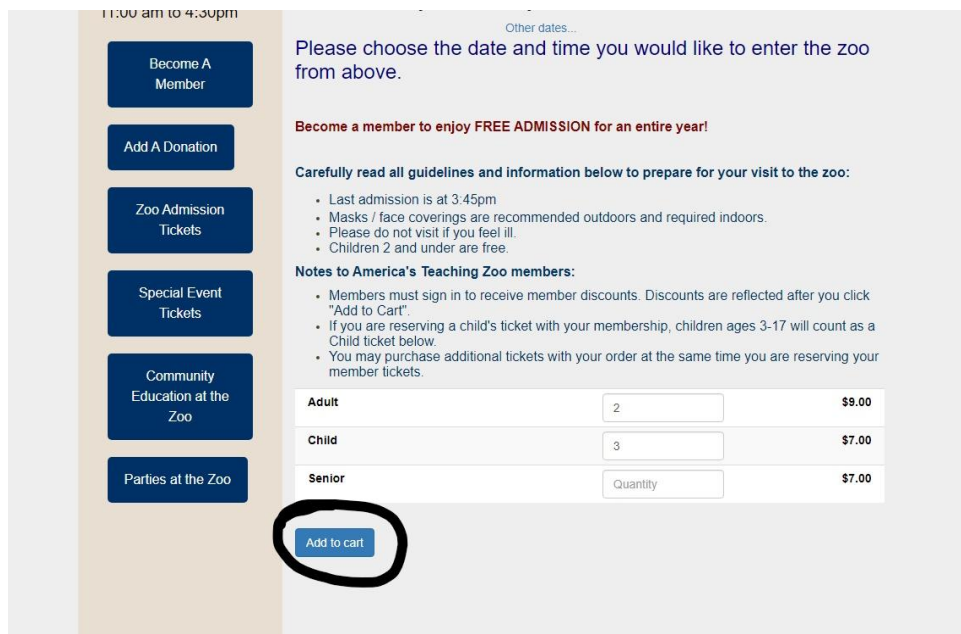 11:00 am to 4:30pm
Become A
Member
Add A Donation
Zoo Admission
Tickets
Special Event
Tickets
Community
Education at the
Zoo
Parties at the Zoo
Other dates...
Please choose the date and time you would like to enter the zoo
from above.
Become a member to enjoy FREE ADMISSION for an entire year!
Carefully read all guidelines and information below to prepare for your visit to the zoo:
• Last admission is at 3:45pm
• Masks / face coverings are recommended outdoors and required indoors.
• Please do not visit if you feel ill.
• Children 2 and under are free.
Notes to America's Teaching Zoo members:
• Members must sign in to receive member discounts. Discounts are reflected after you click
"Add to Cart".
• If you are reserving a child's ticket with your membership, children ages 3-17 will count as a
Child ticket below.
• You may purchase additional tickets with your order at the same time you are reserving your
member tickets.
Adult 2 $9.00
Child 3 $7.00
Senior Quantity $7.00
Add to cart